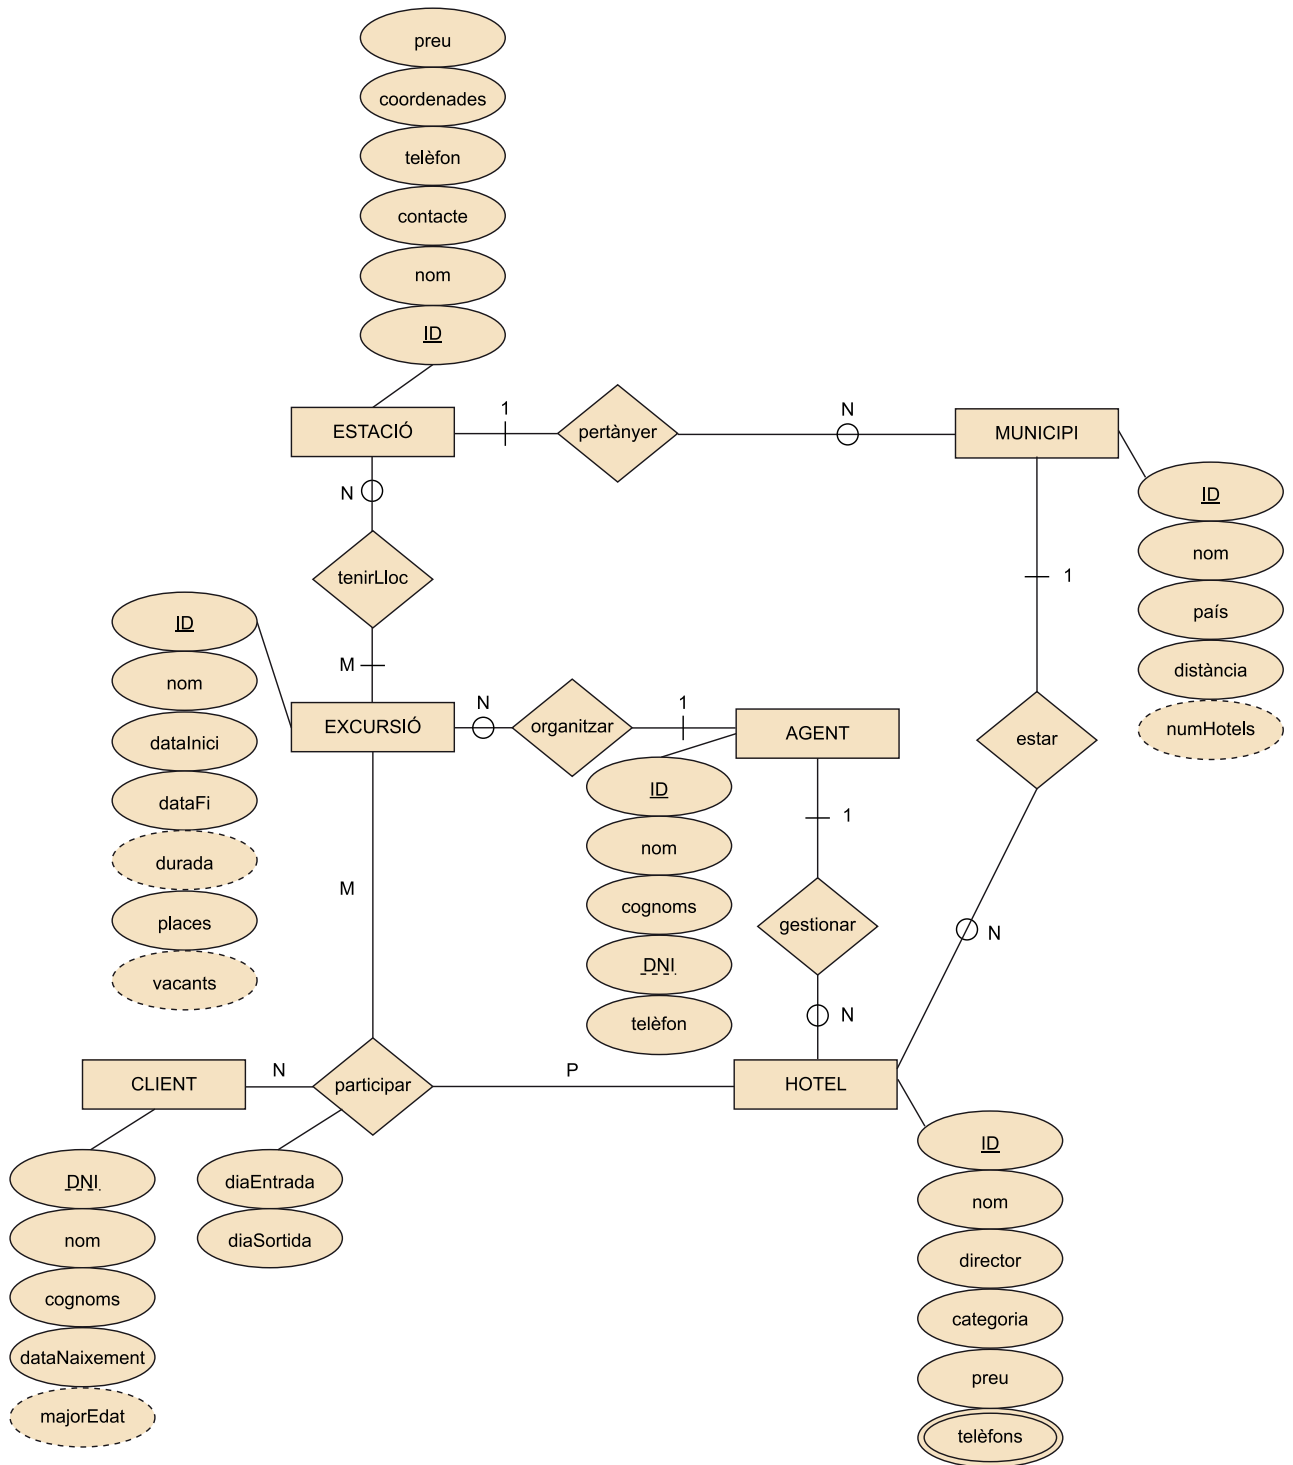 preu
coordenades
telèfon
contacte
nom
ID
ESTACIÓ
1
pertànyer
N
MUNICIPI
ID
nom
país
distància
numHotels
N
tenirLloc
M
1
estar
N
ID
nom
dataInici
dataFi
durada
places
vacants
EXCURSIÓ
N
organitzar
1
AGENT
ID
nom
cognoms
DNI
telèfon
1
gestionar
N
M
CLIENT
N
participar
P
HOTEL
DNI
nom
cognoms
dataNaixement
majorEdat
diaEntrada
diaSortida
ID
nom
director
categoria
preu
telèfons